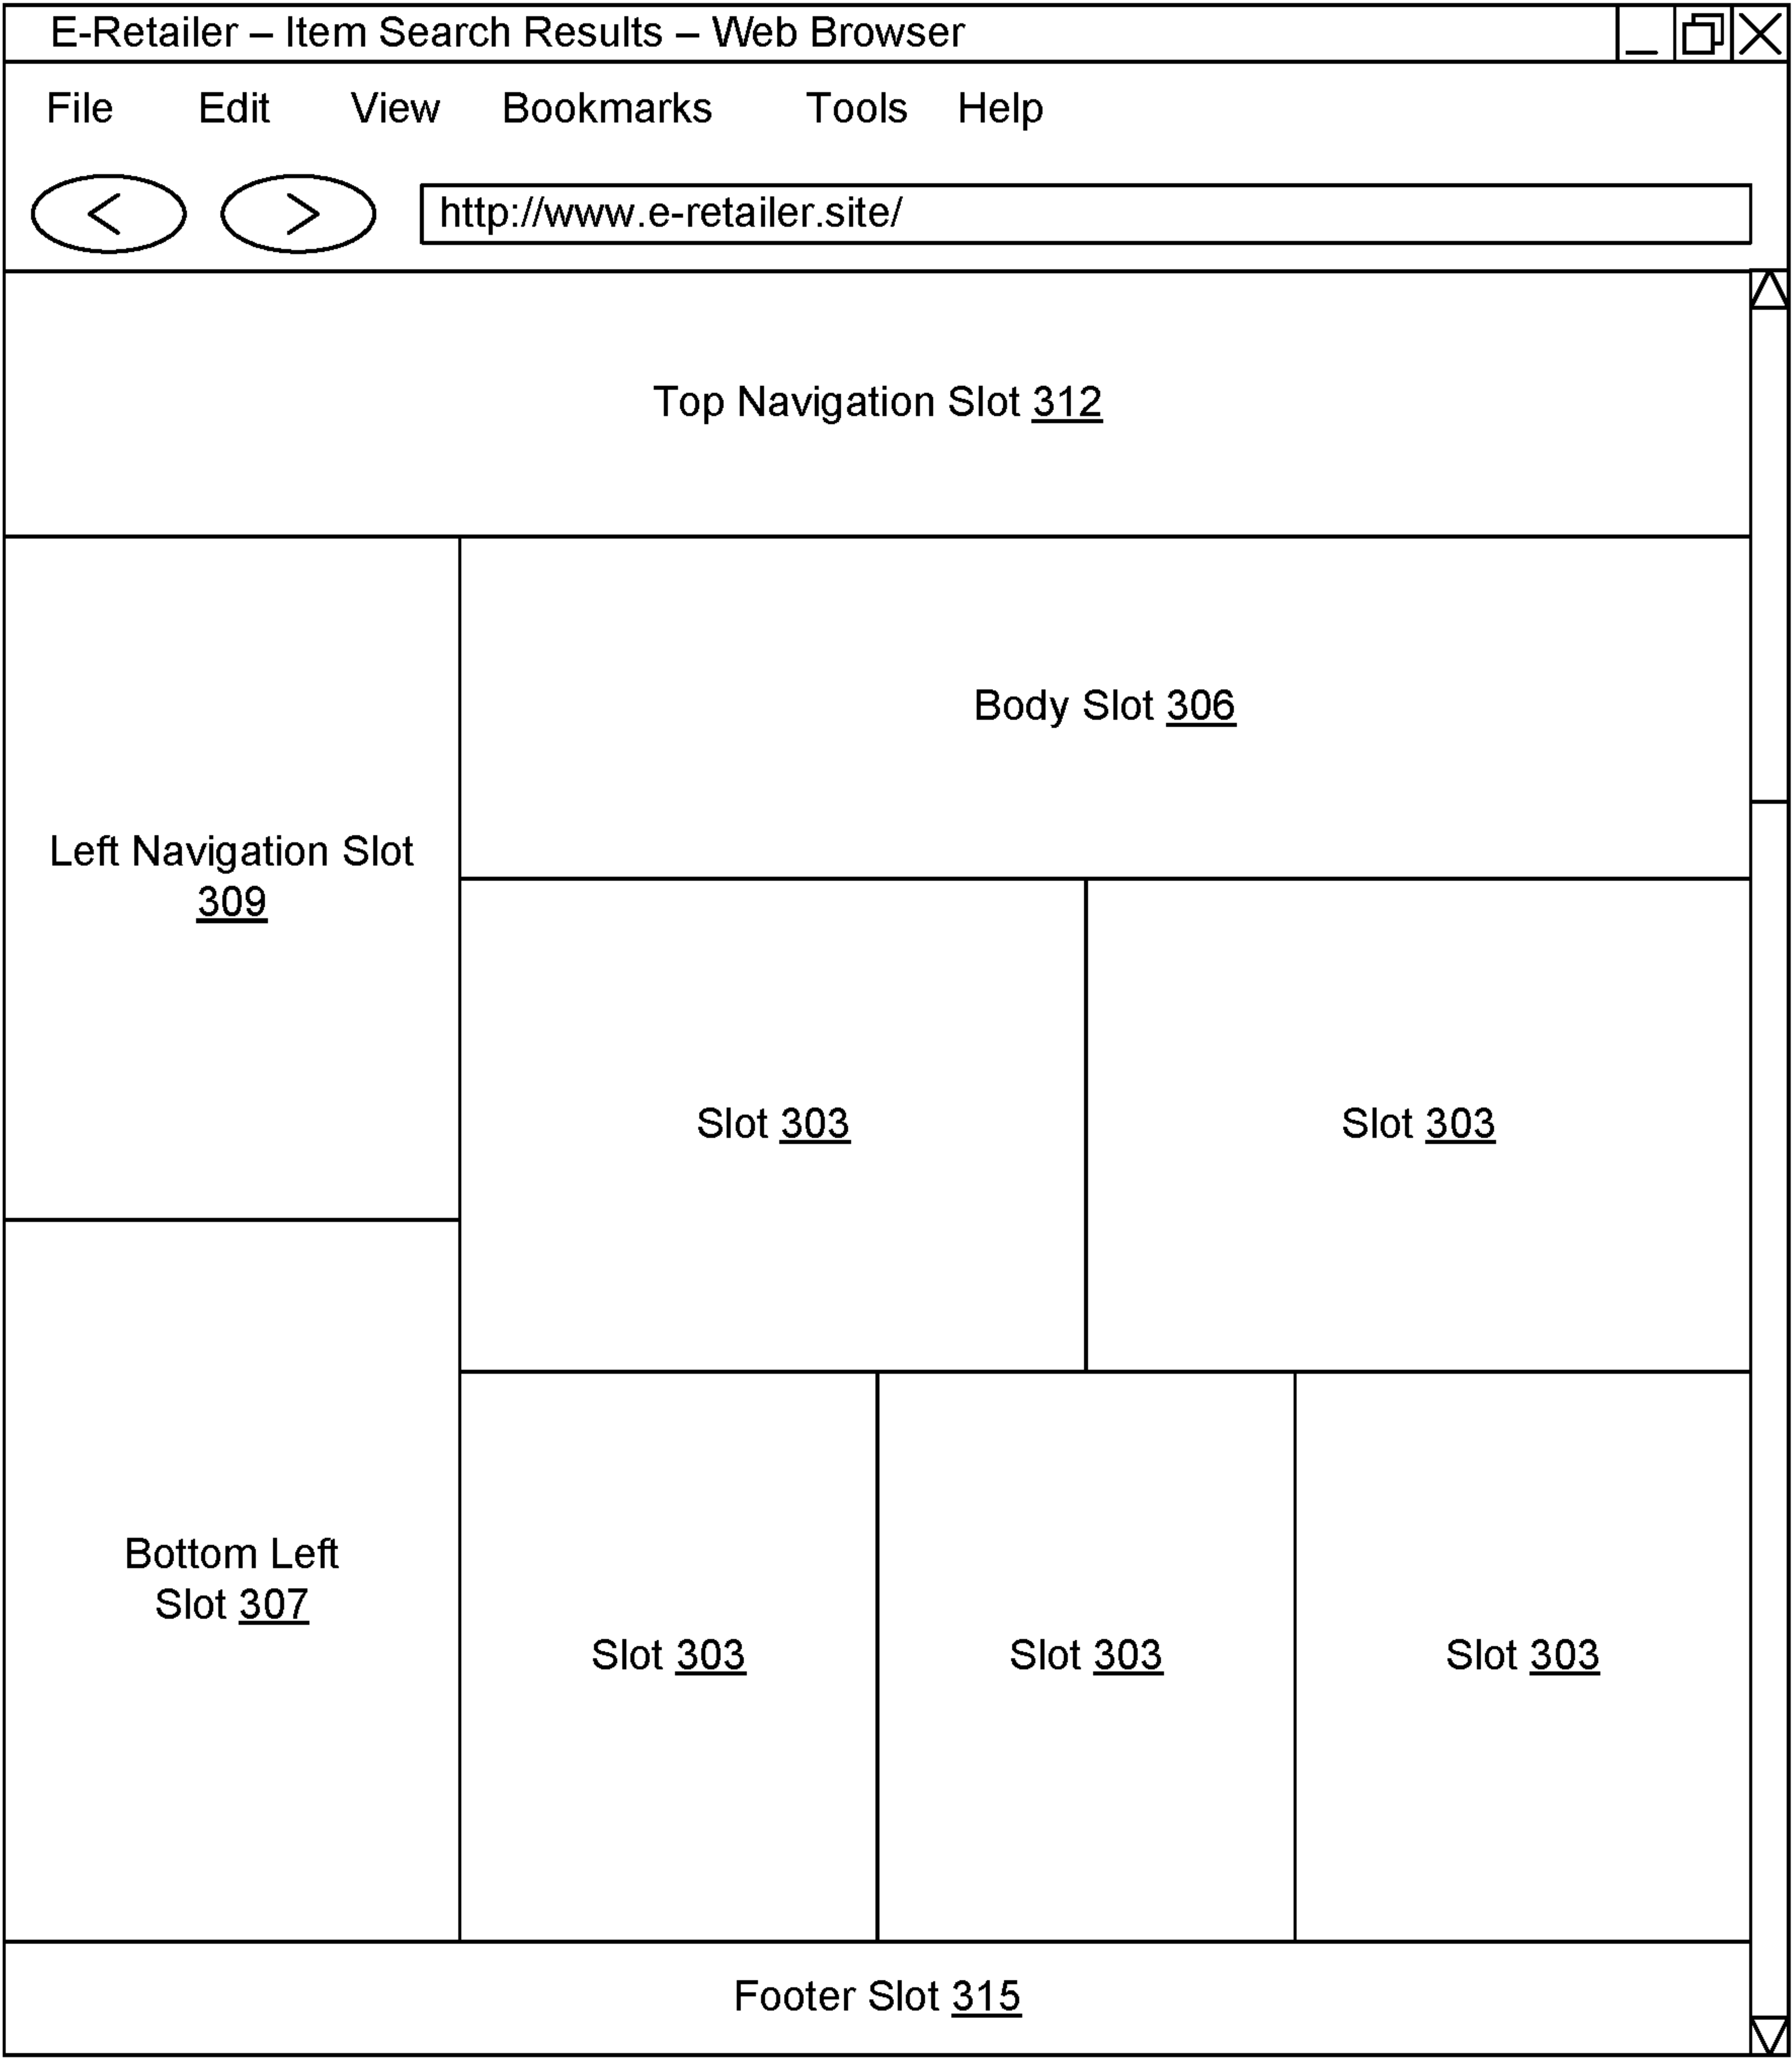 E-Retailer – Item Search Results – Web Browser
File Edit View Bookmarks Tools Help
http://www.e-retailer.site/
Top Navigation Slot 312
Body Slot 306
Left Navigation Slot
309
Slot 303
Slot 303
Bottom Left
Slot 307
Slot 303
Slot 303
Slot 303
Footer Slot 315